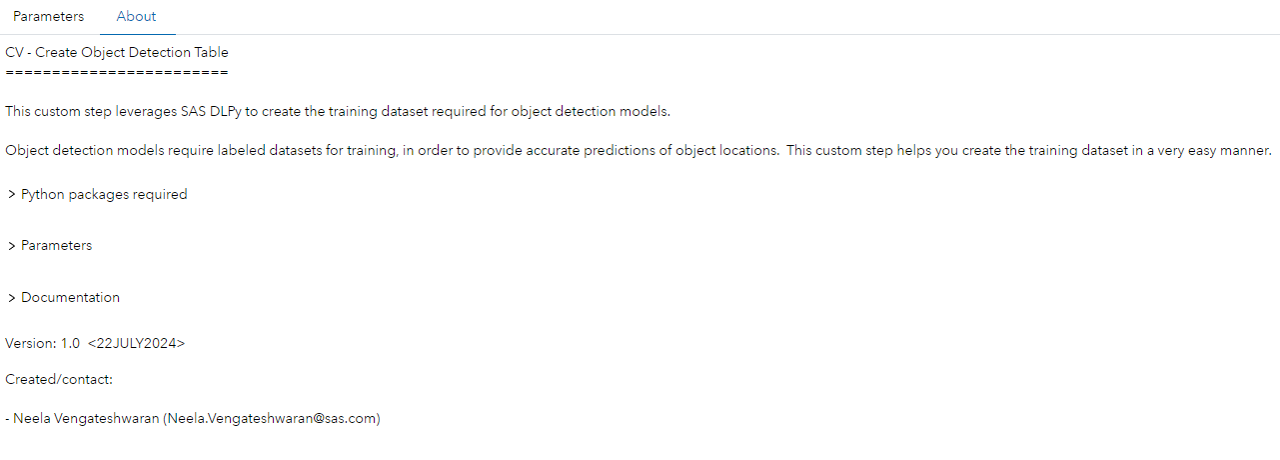 Parameters About
CV - Create Object Detection Table
=========================
This custom step leverages SAS DLPy to create the training dataset required for object detection models.
Object detection models require labeled datasets for training, in order to provide accurate predictions of object locations.  This custom step helps you create the training dataset in a very easy manner.
> Python packages required
> Parameters
> Documentation
Version: 1.0  <22JULY2024>
Created/contact:
- Neela Vengateshwaran (Neela.Vengateshwaran@sas.com)